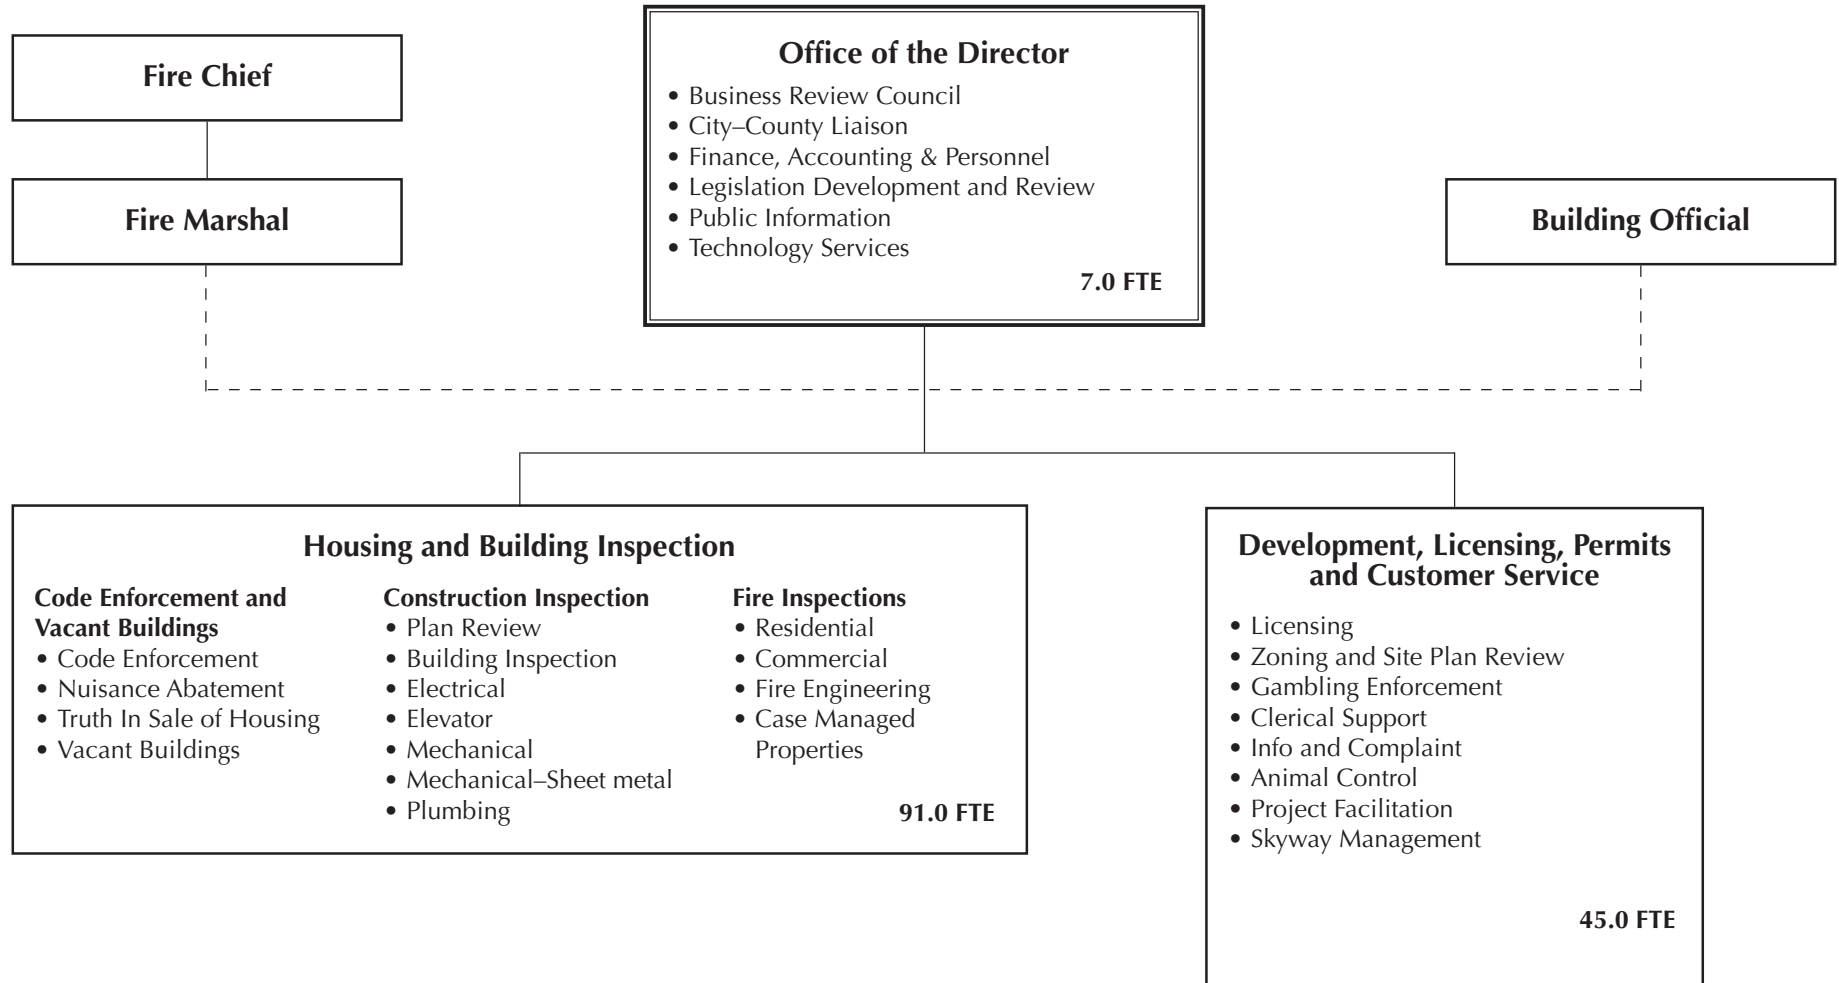 Fire Chief
Fire Marshal
Office of the Director
• Business Review Council
• City–County Liaison
• Finance, Accounting & Personnel
• Legislation Development and Review
• Public Information
• Technology Services
7.0 FTE
Building Official
Housing and Building Inspection
Code Enforcement and
Vacant Buildings
• Code Enforcement
• Nuisance Abatement
• Truth In Sale of Housing
• Vacant Buildings
Construction Inspection
• Plan Review
• Building Inspection
• Electrical
• Elevator
• Mechanical
• Mechanical–Sheet metal
• Plumbing
Fire Inspections
• Residential
• Commercial
• Fire Engineering
• Case Managed
Properties
91.0 FTE
Development, Licensing, Permits
and Customer Service
• Licensing
• Zoning and Site Plan Review
• Gambling Enforcement
• Clerical Support
• Info and Complaint
• Animal Control
• Project Facilitation
• Skyway Management
45.0 FTE